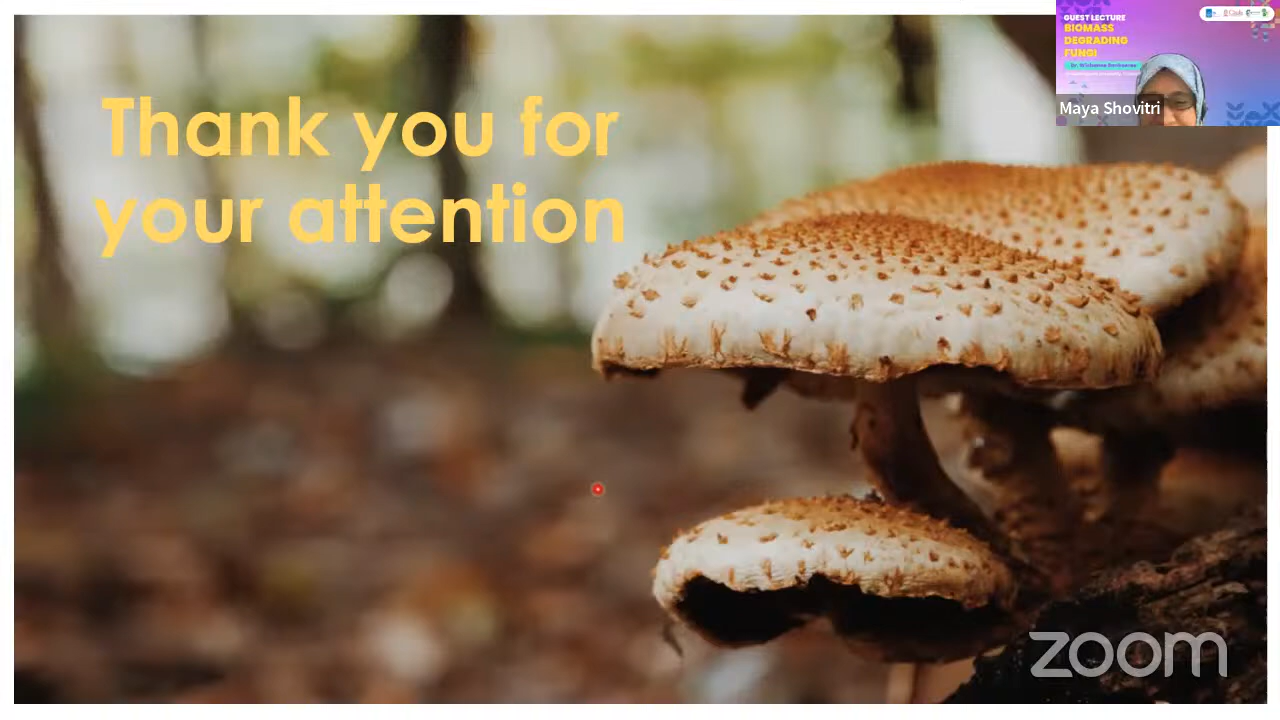 Thank you for
your attention
GUEST LECTURE
BIOMASS
DEGRADING
FUNGI
Maya Shovitri
zoom